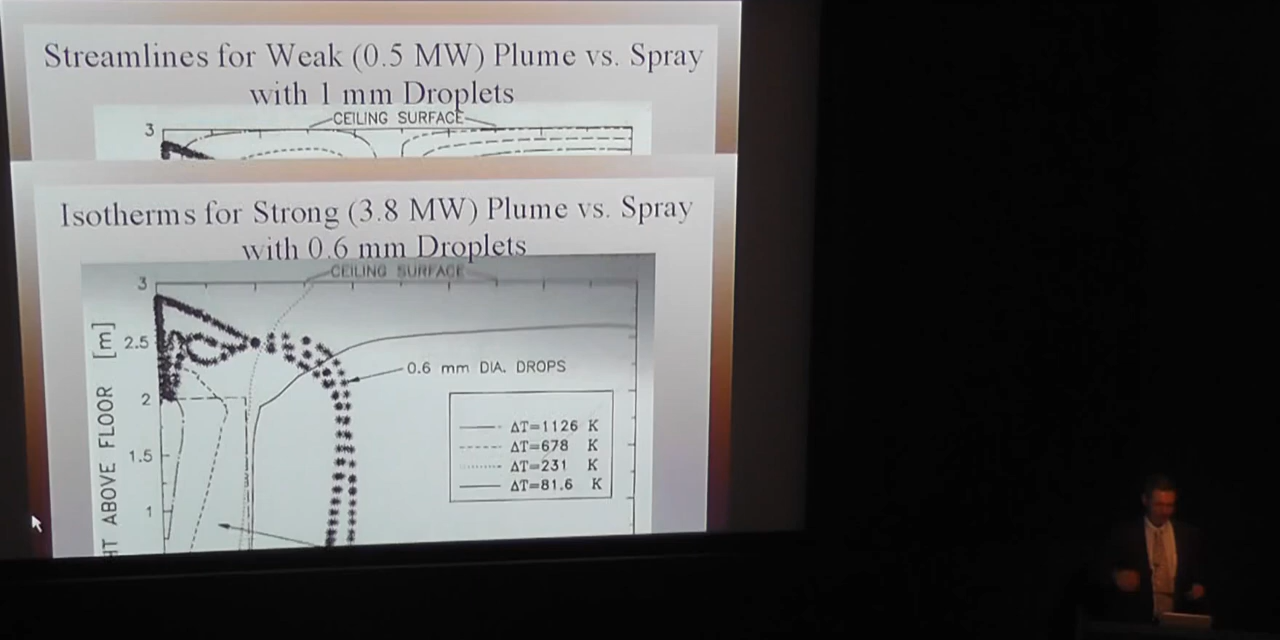 Streamlines for Weak (0.5 MW) Plume vs. Spray
with 1 mm Droplets
CEILING SURFACE
3
Isotherms for Strong (3.8 MW) Plume vs. Spray
with 0.6 mm Droplets
CEILING SURFACE
3
2.5
[m]
0.6 mm DIA. DROPS
2
ΔT=1126 K
ΔT=678 K
ΔT=231 K
ΔT=81.6 K
1.5
1
HT ABOVE FLOOR